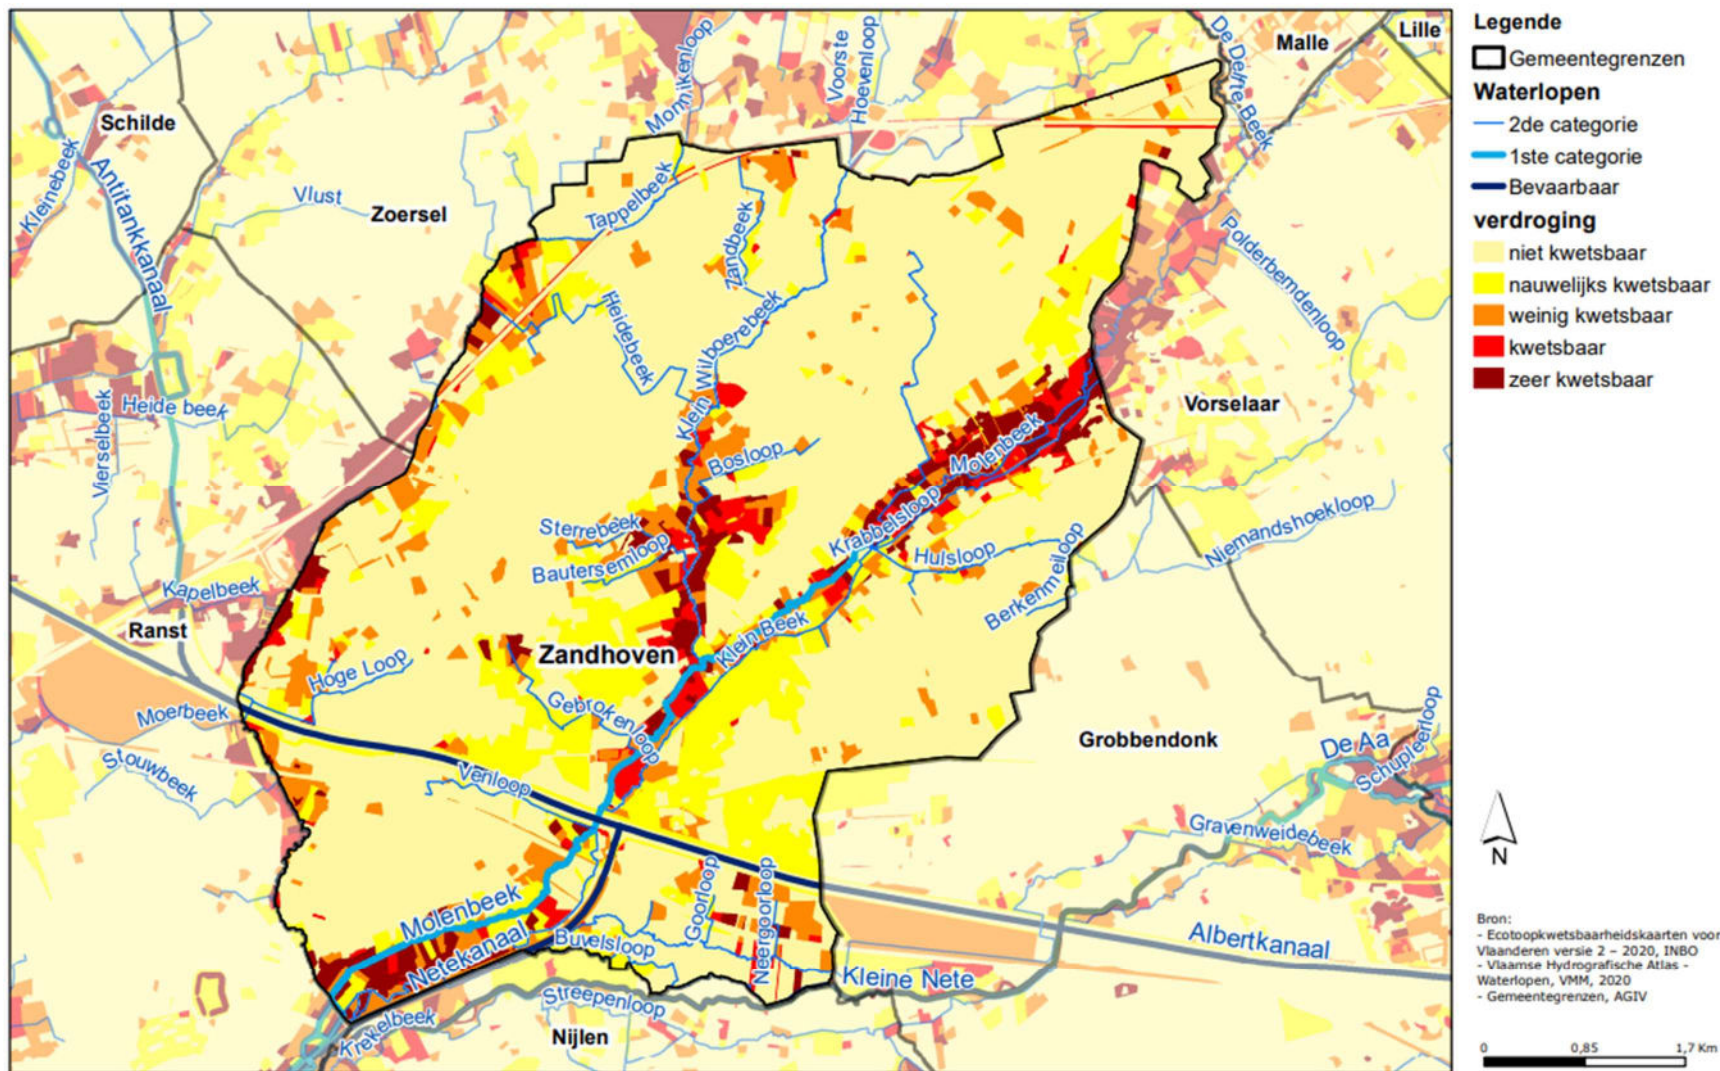 Schilde
Malle
Lille
Zoersel
Ranst
Zandhoven
Vorselaar
Grobbendonk
Nijlen
Kleinebeek
Antitankkanaal
Vlust
Monnikenloop
Voorste
Hoevenloop
De Delfte Beek
Tappelbeek
Zandbeek
Heidebeek
Klein Wilboerebeek
Polderbemdenloop
Heide beek
Vierselbeek
Bosloop
Molenbeek
Sterrebeek
Bautersemloop
Krabbelsloop
Hulsloop
Berkenmeiloop
Niemandshoekloop
Kapelbeek
Klein Beek
Hoge Loop
Gebrokenloop
Moerbeek
Stouwbeek
Venloop
De Aa
Schupleerloop
Gravenweidebeek
Molenbeek
Netekanaal
Buvelsloop
Goorloop
Neergoorloop
Albertkanaal
Kleine Nete
Streepenloop
Krekelbeek
Legende
Gemeentegrenzen
Waterlopen
2de categorie
1ste categorie
Bevaarbaar
verdroging
niet kwetsbaar
nauwelijks kwetsbaar
weinig kwetsbaar
kwetsbaar
zeer kwetsbaar
N
Bron:
- Ecotoopkwetsbaarheidskaarten voor
Vlaanderen versie 2 – 2020, INBO
- Vlaamse Hydrografische Atlas -
Waterlopen, VMM, 2020
- Gemeentegrenzen, AGIV
0 0,85 1,7 Km